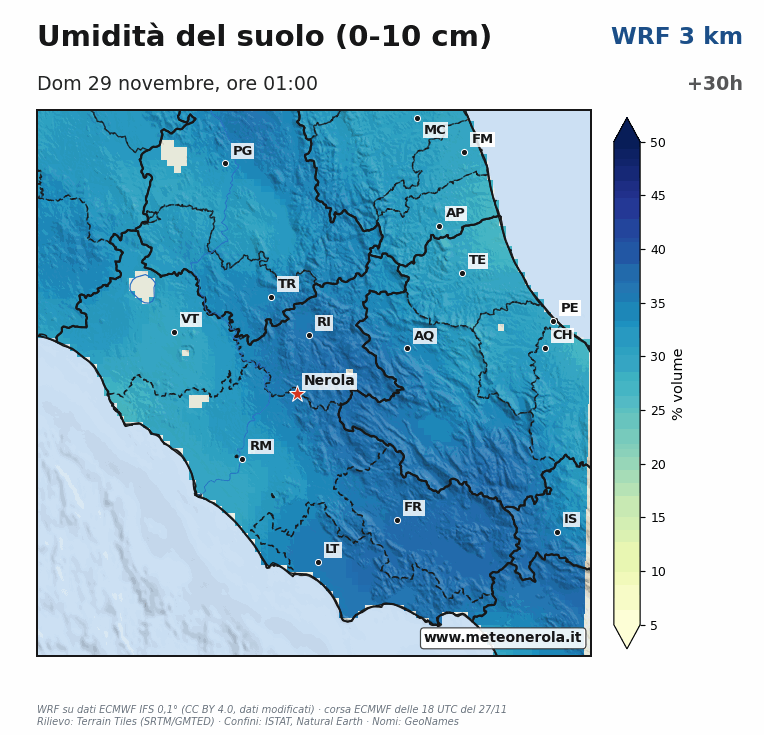 Umidità del suolo (0-10 cm)
WRF 3 km
Dom 29 novembre, ore 01:00
+30h
MC
FM
PG
AP
TE
TR
PE
VT
RI
AQ
CH
Nerola
RM
FR
IS
LT
www.meteonerola.it
50
45
40
35
30
25
20
15
10
5
% volume
WRF su dati ECMWF IFS 0,1° (CC BY 4.0, dati modificati) · corsa ECMWF delle 18 UTC del 27/11
Rilievo: Terrain Tiles (SRTM/GMTED) · Confini: ISTAT, Natural Earth · Nomi: GeoNames